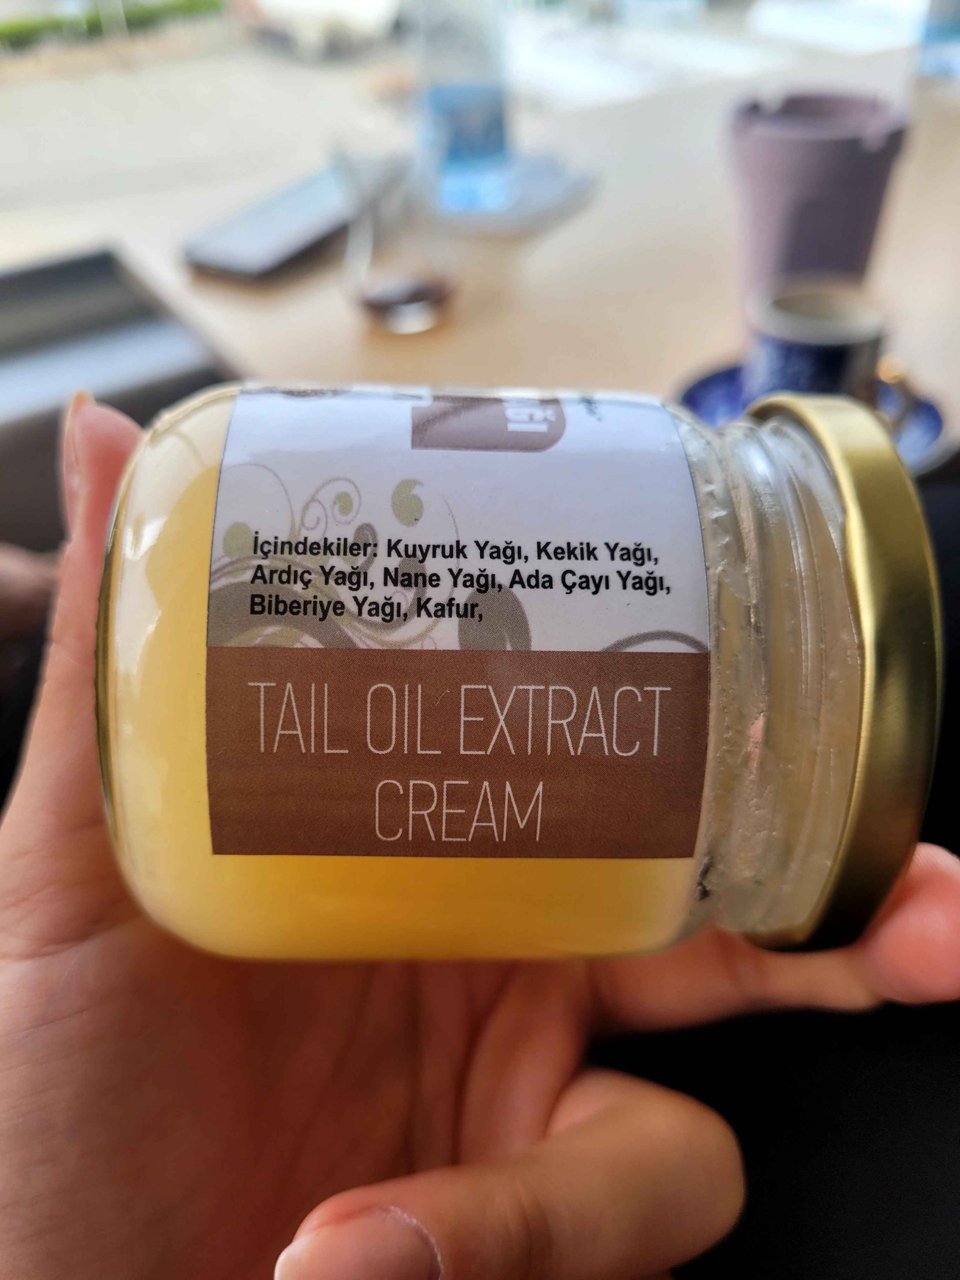 İçindekiler: Kuyruk Yağı, Kekik Yağı,
Ardıç Yağı, Nane Yağı, Ada Çayı Yağı,
Biberiye Yağı, Kafur,
TAIL OIL EXTRACT
CREAM